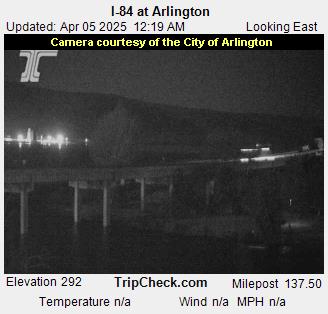 I-84 at Arlington
Updated: Apr 05 2025 12:19 AM Looking East
Camera courtesy of the City of Arlington
Elevation 292 TripCheck.com Milepost 137.50
Temperature n/a Wind n/a MPH n/a